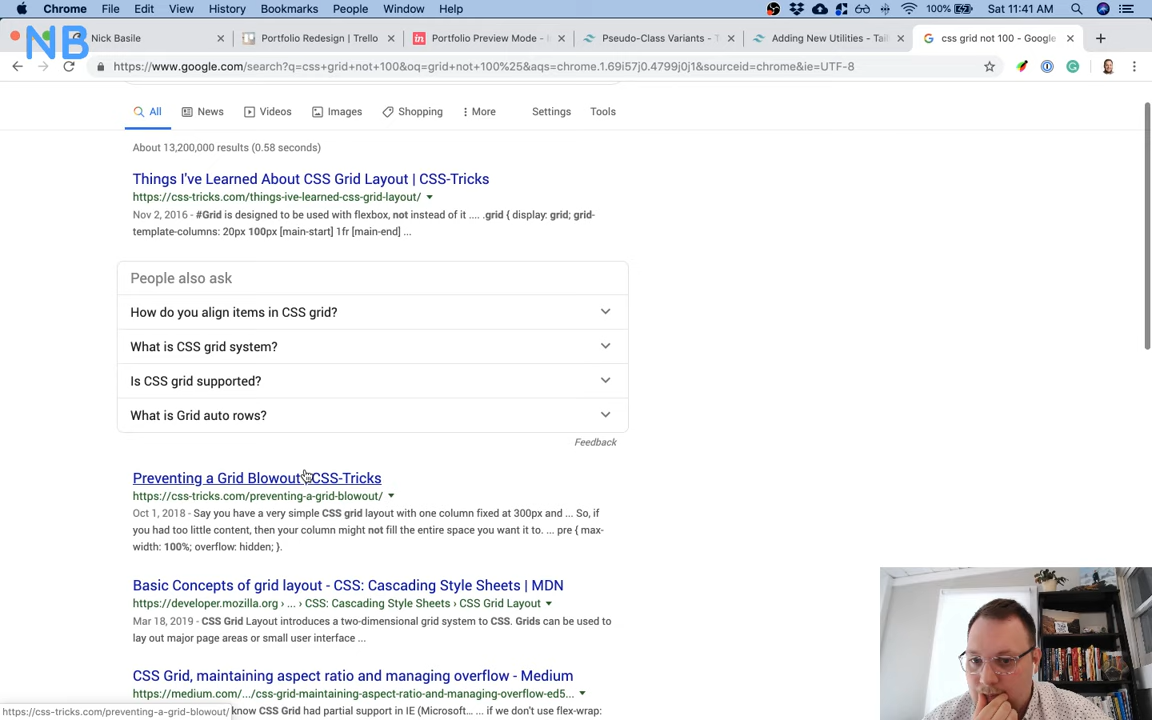 Chrome File Edit View History Bookmarks People Window Help 100% Sat 11:41 AM
NB
Nick Basile Portfolio Redesign | Trello Portfolio Preview Mode - Pseudo-Class Variants - T Adding New Utilities - Tail css grid not 100 - Google
https://www.google.com/search?q=css+grid+not+100&oq=grid+not+100%25&aqs=chrome.1.69i57j0.4799j0j1&sourceid=chrome&ie=UTF-8
All News Videos Images Shopping More Settings Tools
About 13,200,000 results (0.58 seconds)
Things I've Learned About CSS Grid Layout | CSS-Tricks
https://css-tricks.com/things-ive-learned-css-grid-layout/
Nov 2, 2016 - #Grid is designed to be used with flexbox, not instead of it .... .grid { display: grid; grid-
template-columns: 20px 100px [main-start] 1fr [main-end] ...
People also ask
How do you align items in CSS grid?
What is CSS grid system?
Is CSS grid supported?
What is Grid auto rows?
Feedback
Preventing a Grid Blowout CSS-Tricks
https://css-tricks.com/preventing-a-grid-blowout/
Oct 1, 2018 - Say you have a very simple CSS grid layout with one column fixed at 300px and ... So, if
you had too little content, then your column might not fill the entire space you want it to. ... pre { max-
width: 100%; overflow: hidden; }.
Basic Concepts of grid layout - CSS: Cascading Style Sheets | MDN
https://developer.mozilla.org › ... › CSS: Cascading Style Sheets › CSS Grid Layout
Mar 18, 2019 - CSS Grid Layout introduces a two-dimensional grid system to CSS. Grids can be used to
lay out major page areas or small user interface ...
CSS Grid, maintaining aspect ratio and managing overflow - Medium
https://medium.com/.../css-grid-maintaining-aspect-ratio-and-managing-overflow-ed5...
https://css-tricks.com/preventing-a-grid-blowout/ know CSS Grid had partial support in IE (Microsoft... ... if we don't use flex-wrap: